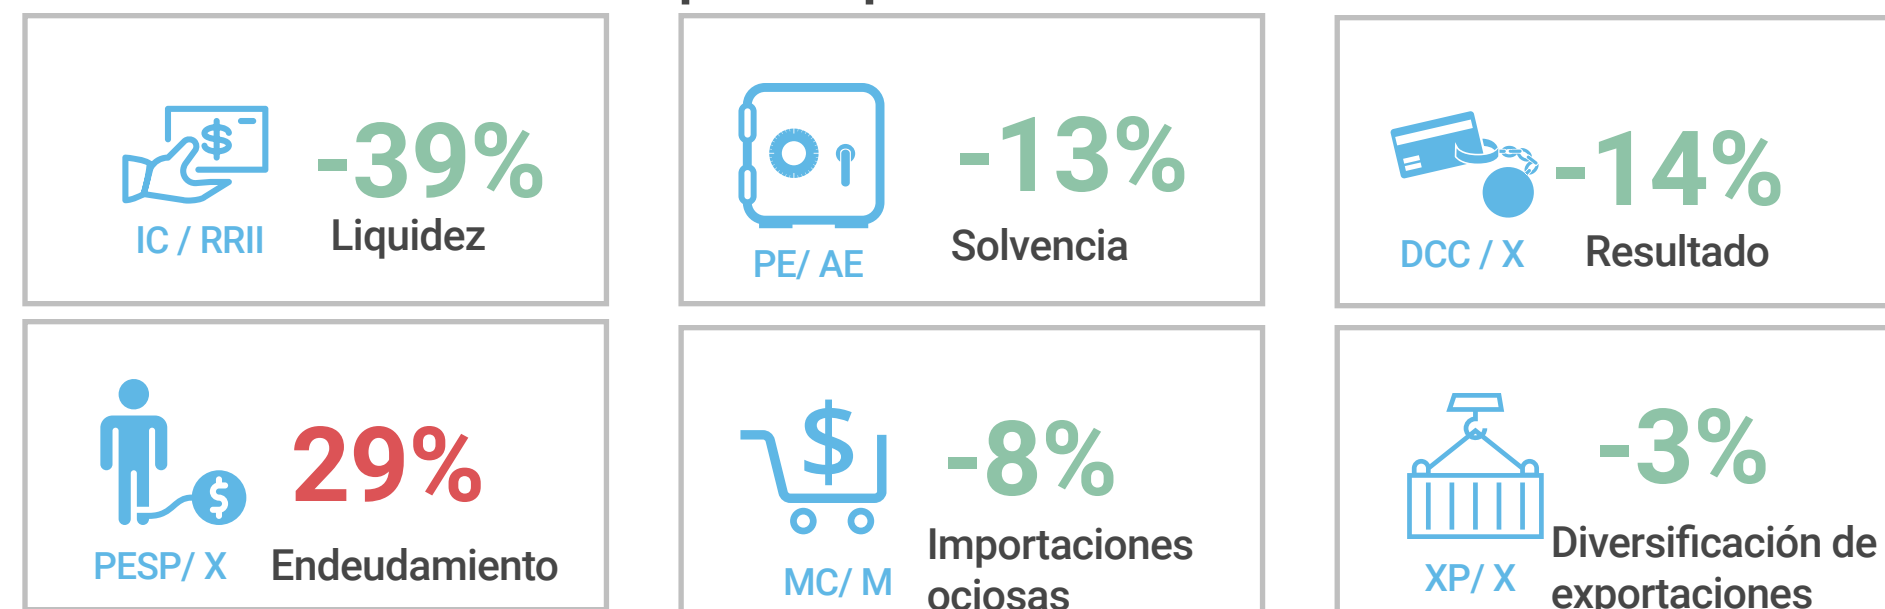 -39%
IC / RRII
Liquidez
-13%
PE/ AE
Solvencia
-14%
DCC / X
Resultado
29%
PESP/ X
Endeudamiento
-8%
MC/ M
Importaciones
ociosas
-3%
XP/ X
Diversificación de
exportaciones